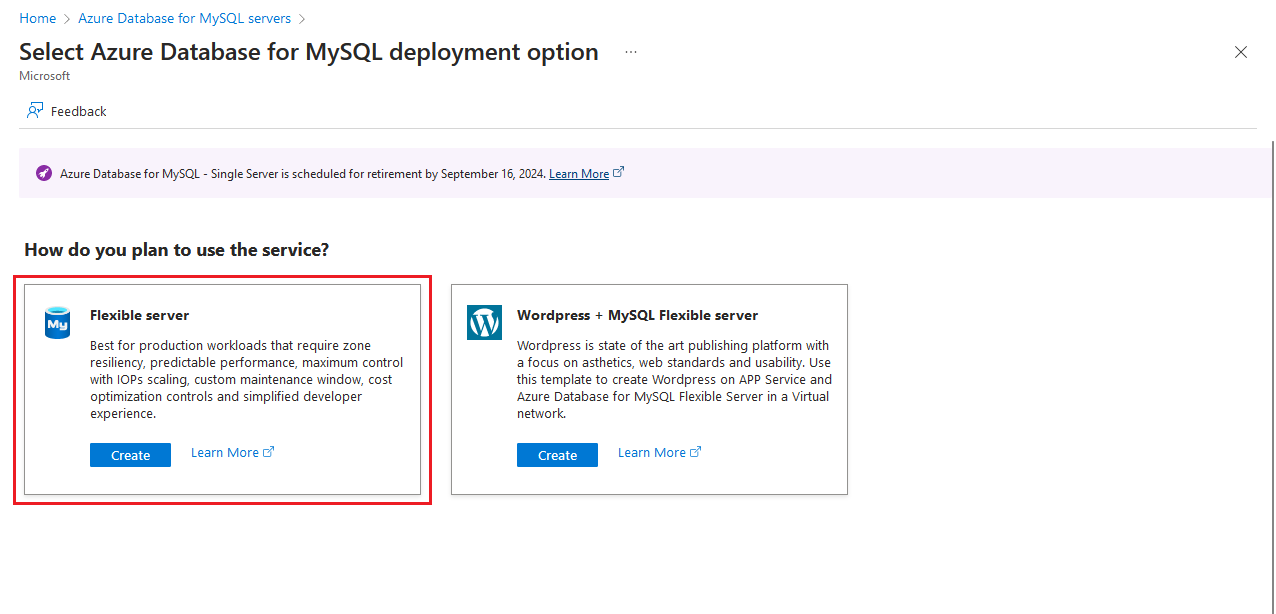 Home > Azure Database for MySQL servers >
Select Azure Database for MySQL deployment option ...
Microsoft
Feedback
Azure Database for MySQL - Single Server is scheduled for retirement by September 16, 2024. Learn More
How do you plan to use the service?
My
Flexible server
Best for production workloads that require zone
resiliency, predictable performance, maximum control
with IOPs scaling, custom maintenance window, cost
optimization controls and simplified developer
experience.
Create Learn More
Wordpress + MySQL Flexible server
Wordpress is state of the art publishing platform with
a focus on asthetics, web standards and usability. Use
this template to create Wordpress on APP Service and
Azure Database for MySQL Flexible Server in a Virtual
network.
Create Learn More